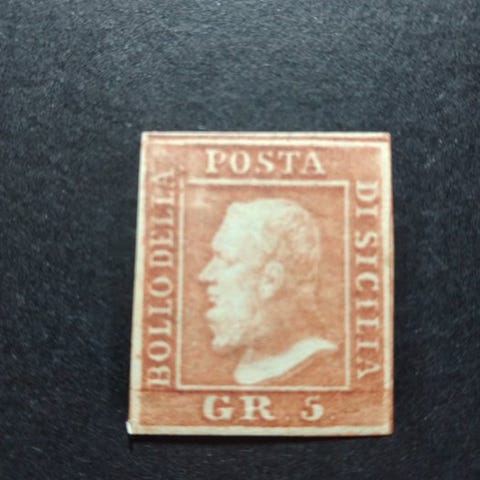 BOLLO DELLA
POSTA
DI SICILIA
GR. 5